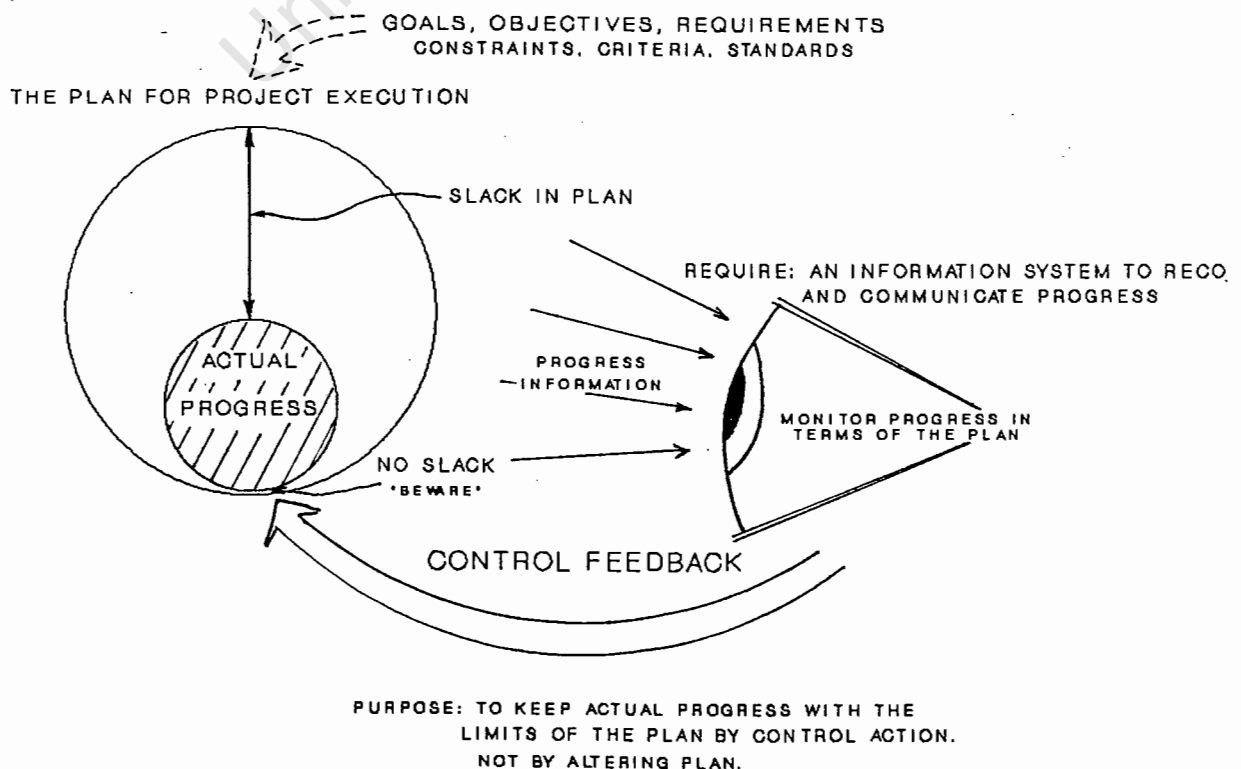 Uni
GOALS, OBJECTIVES, REQUIREMENTS
CONSTRAINTS, CRITERIA, STANDARDS
THE PLAN FOR PROJECT EXECUTION
SLACK IN PLAN
REQUIRE: AN INFORMATION SYSTEM TO RECO
AND COMMUNICATE PROGRESS
ACTUAL
PROGRESS
PROGRESS
INFORMATION
MONITOR PROGRESS IN
TERMS OF THE PLAN
NO SLACK
"BEWARE"
CONTROL FEEDBACK
PURPOSE: TO KEEP ACTUAL PROGRESS WITH THE
LIMITS OF THE PLAN BY CONTROL ACTION.
NOT BY ALTERING PLAN.